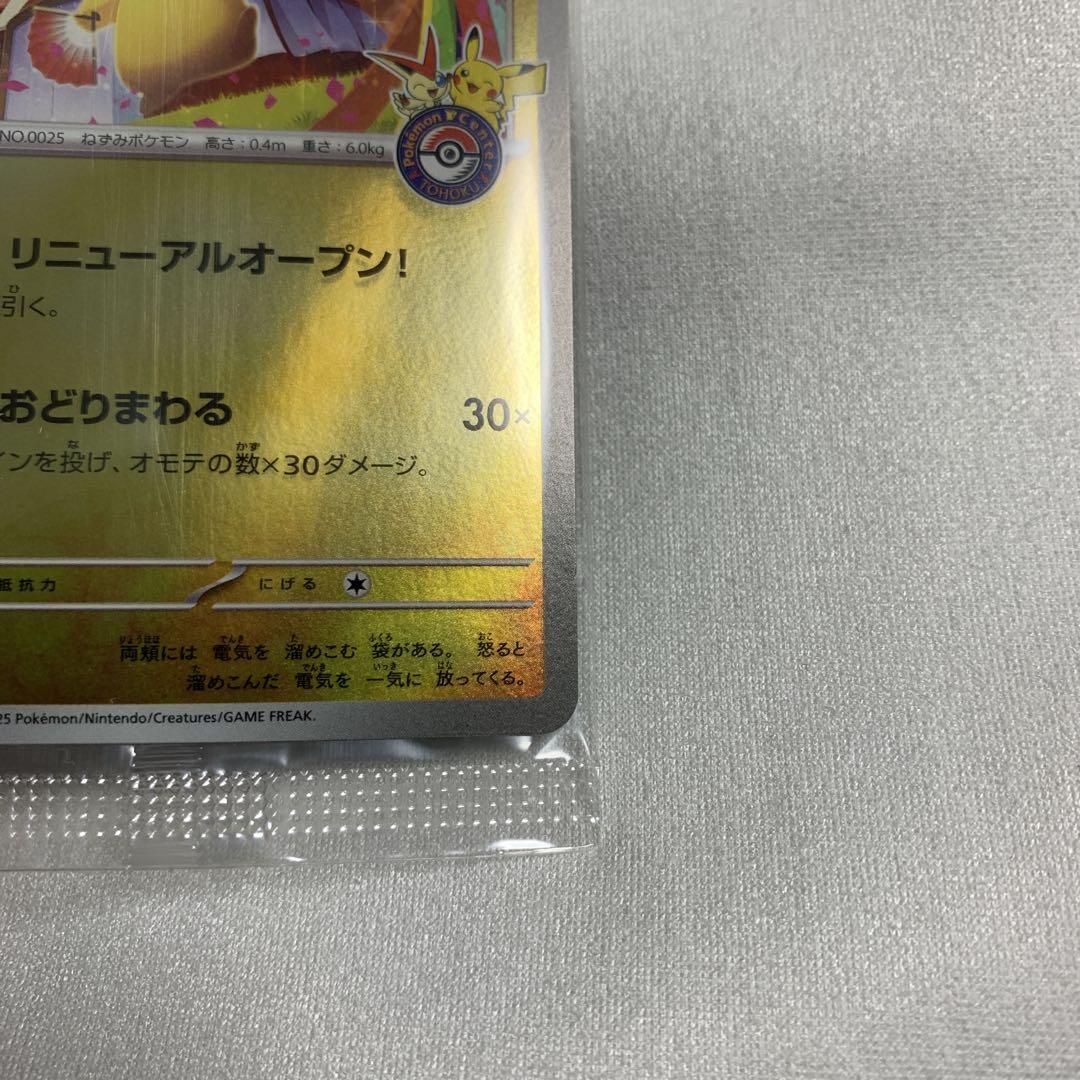 NO.0025 ねずみポケモン 高さ:0.4m 重さ:6.0kg
Pokémon Center
TOHOKU
リニューアルオープン!
引く。
おどりまわる 30×
インを投げ、オモテの数×30ダメージ。
抵抗力 にげる
両頬には 電気を 溜めこむ 袋がある。 怒ると
溜めこんだ 電気を 一気に 放ってくる。
25 Pokémon/Nintendo/Creatures/GAME FREAK.